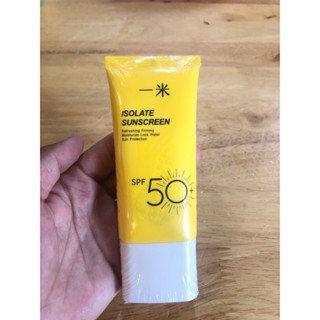 一米
ISOLATE
SUNSCREEN
Refreshing Firming
Moisturize Lock Water
Sun Protection
SPF 50+